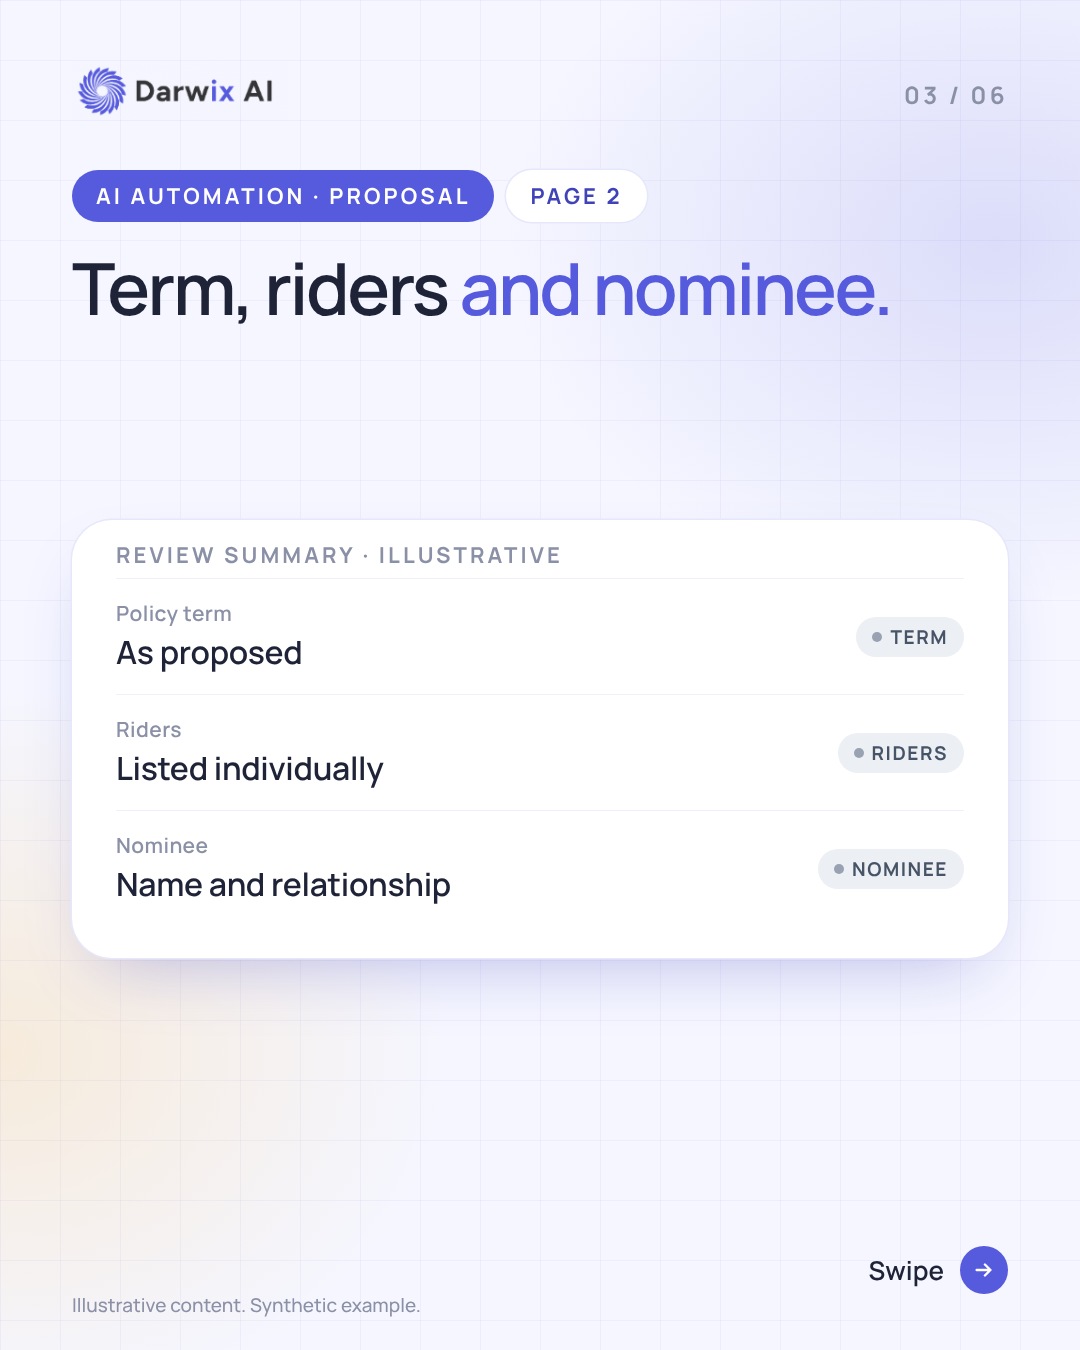 Darwix AI
03 / 06
AI AUTOMATION · PROPOSAL
PAGE 2
Term, riders and nominee.
REVIEW SUMMARY · ILLUSTRATIVE
Policy term
As proposed
TERM
Riders
Listed individually
RIDERS
Nominee
Name and relationship
NOMINEE
Swipe
Illustrative content. Synthetic example.